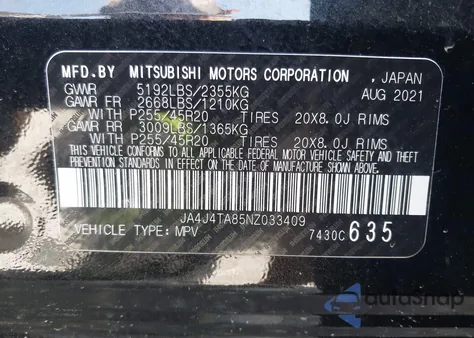 MFD.BY MITSUBISHI MOTORS CORPORATION , JAPAN
GVWR 5192LBS/2355KG AUG 2021
GAWR FR 2668LBS/1210KG
WITH P255/45R20 TIRES 20X8.0J RIMS
GAWR RR 3009LBS/1365KG
WITH P255/45R20 TIRES 20X8.0J RIMS
THIS VEHICLE CONFORMS TO ALL APPLICABLE FEDERAL
MOTOR VEHICLE SAFETY, BUMPER, AND THEFT
PREVENTION STANDARDS IN EFFECT ON THE DATE OF
MANUFACTURE SHOWN ABOVE.
JA4J4TA85NZ033409
VEHICLE TYPE: MPV 7430C 635
autoSnap